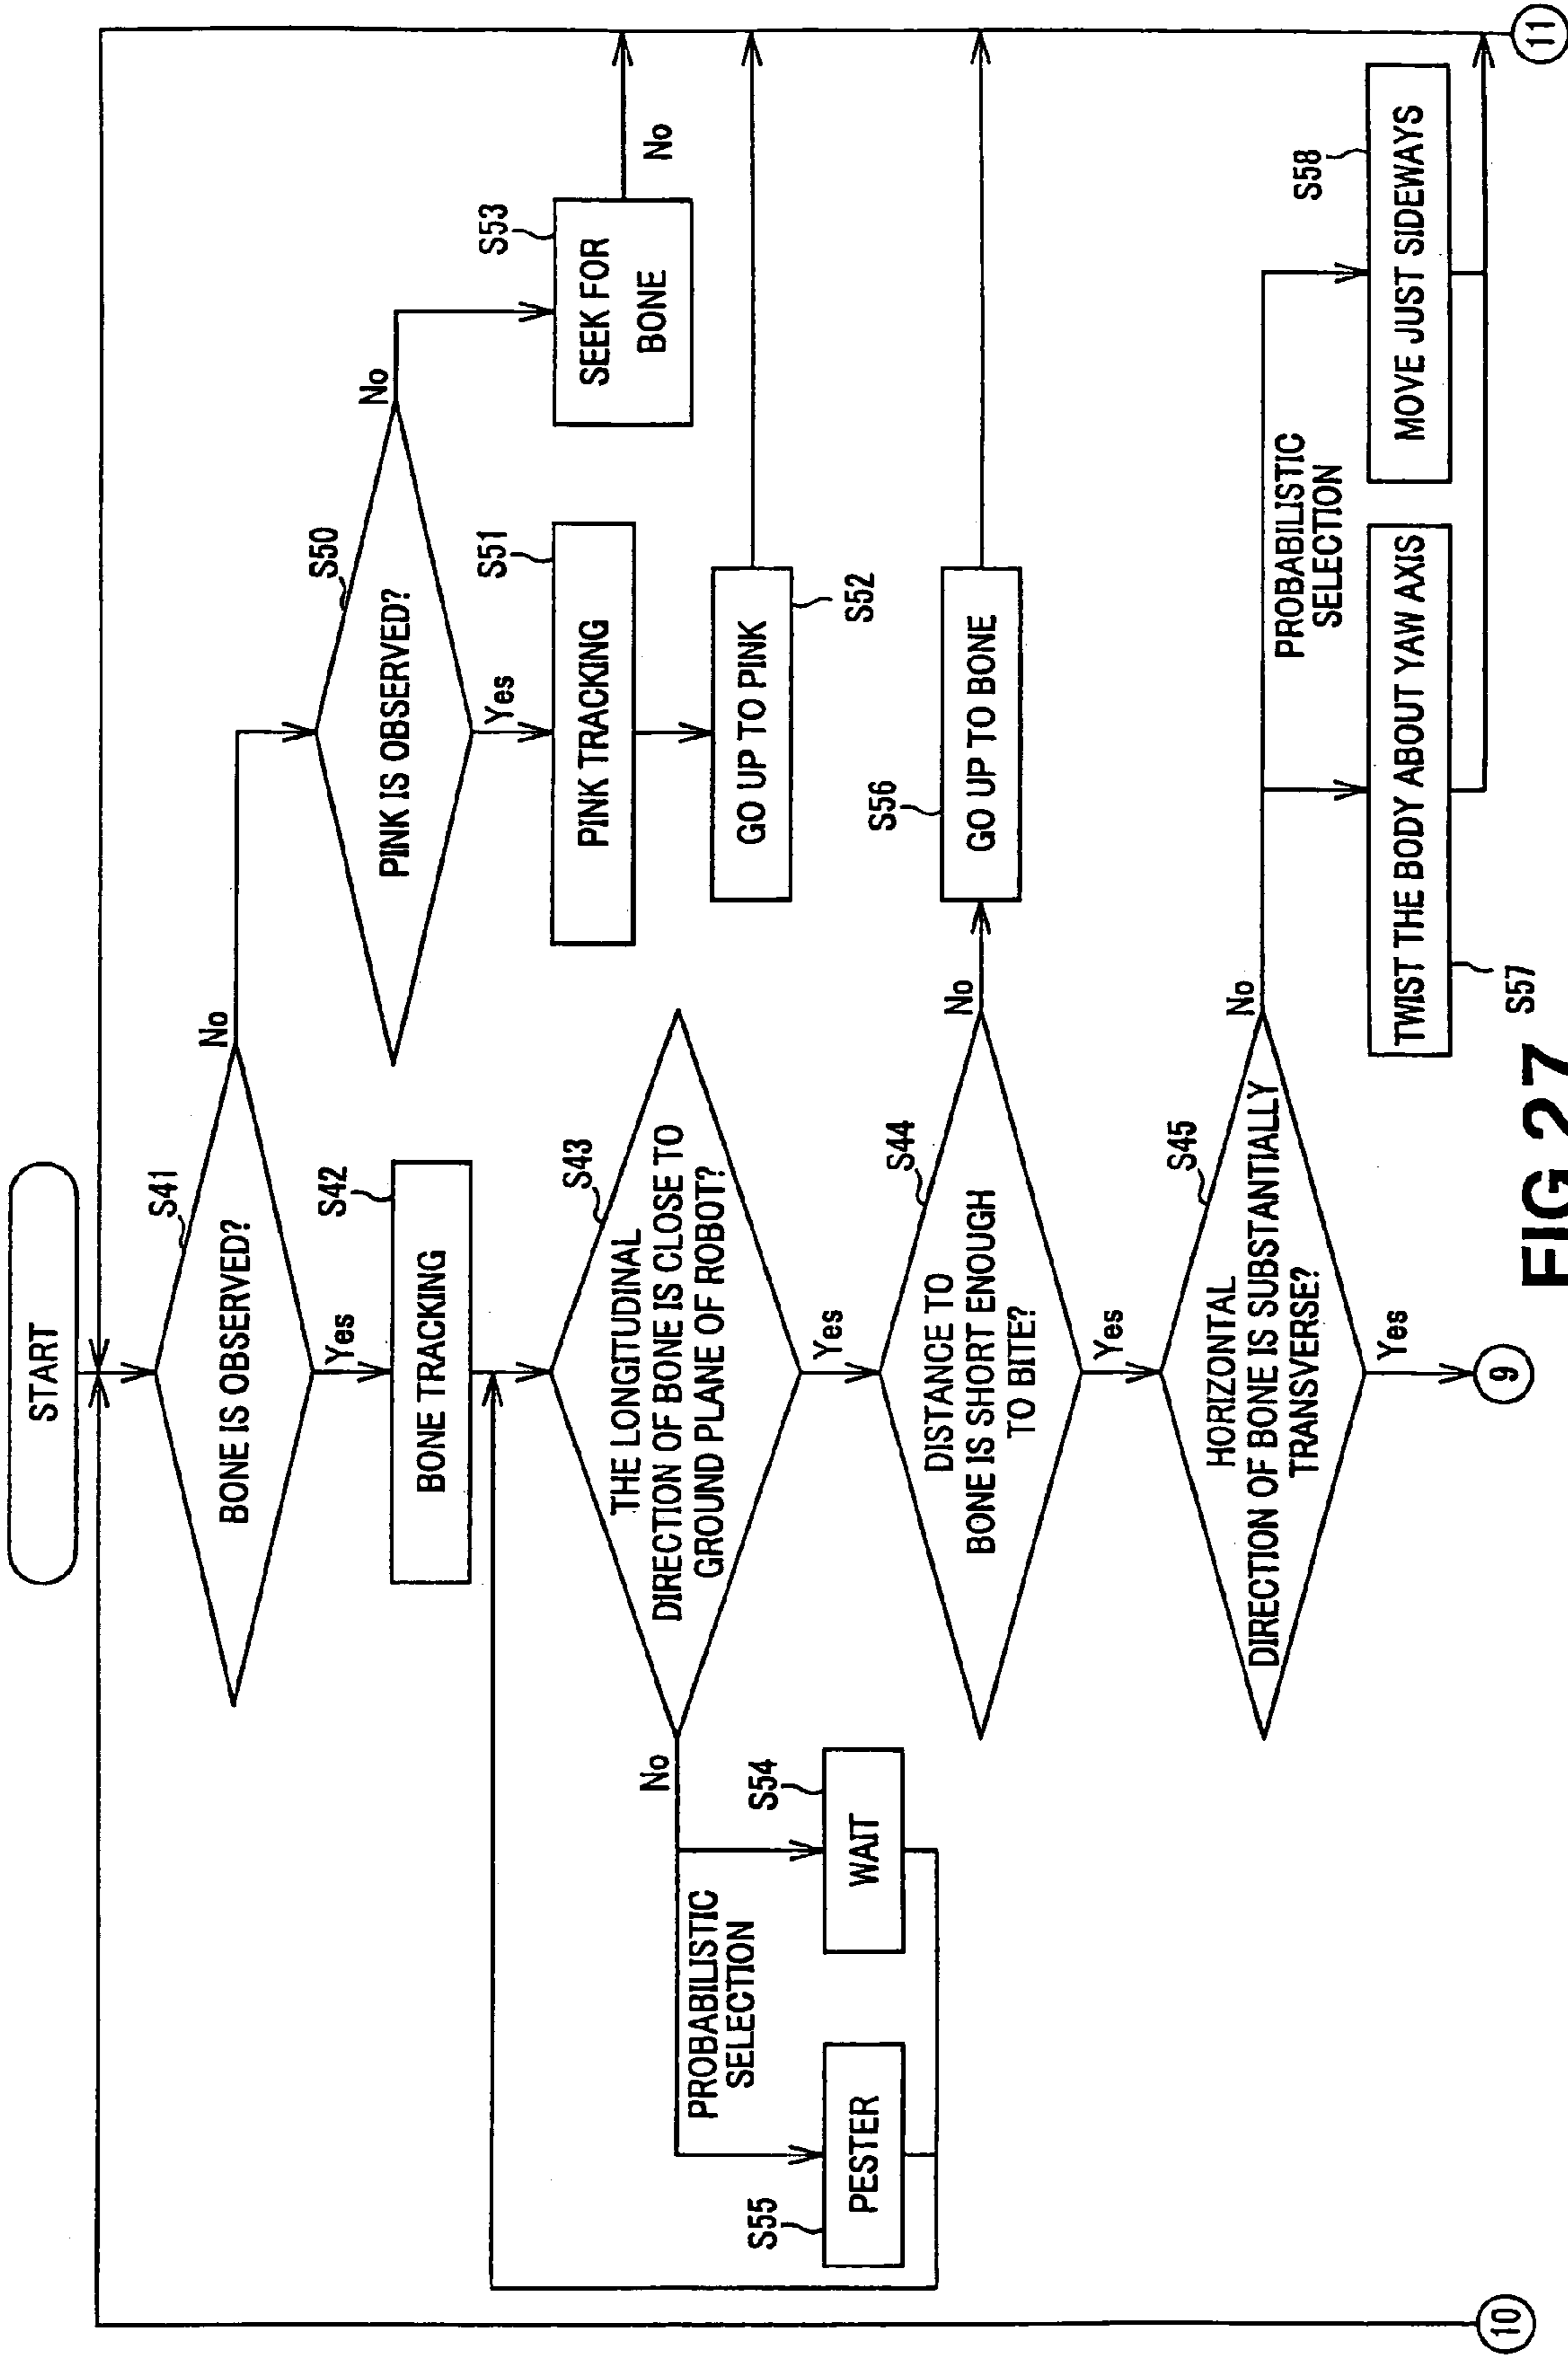 START
S41
BONE IS OBSERVED?
No
Yes
S42
BONE TRACKING
S50
PINK IS OBSERVED?
No
Yes
S51
PINK TRACKING
S53
SEEK FOR
BONE
No
GO UP TO PINK
S52
S43
THE LONGITUDINAL
DIRECTION OF BONE IS CLOSE TO
GROUND PLANE OF ROBOT?
No
Yes
PROBABILISTIC
SELECTION
S55
PESTER
S54
WAIT
S44
DISTANCE TO
BONE IS SHORT ENOUGH
TO BITE?
No
Yes
S56
GO UP TO BONE
S45
HORIZONTAL
DIRECTION OF BONE IS SUBSTANTIALLY
TRANSVERSE?
No
Yes
PROBABILISTIC
SELECTION
TWIST THE BODY ABOUT YAW AXIS
S57
S58
MOVE JUST SIDEWAYS
10
9
11
FIG.27